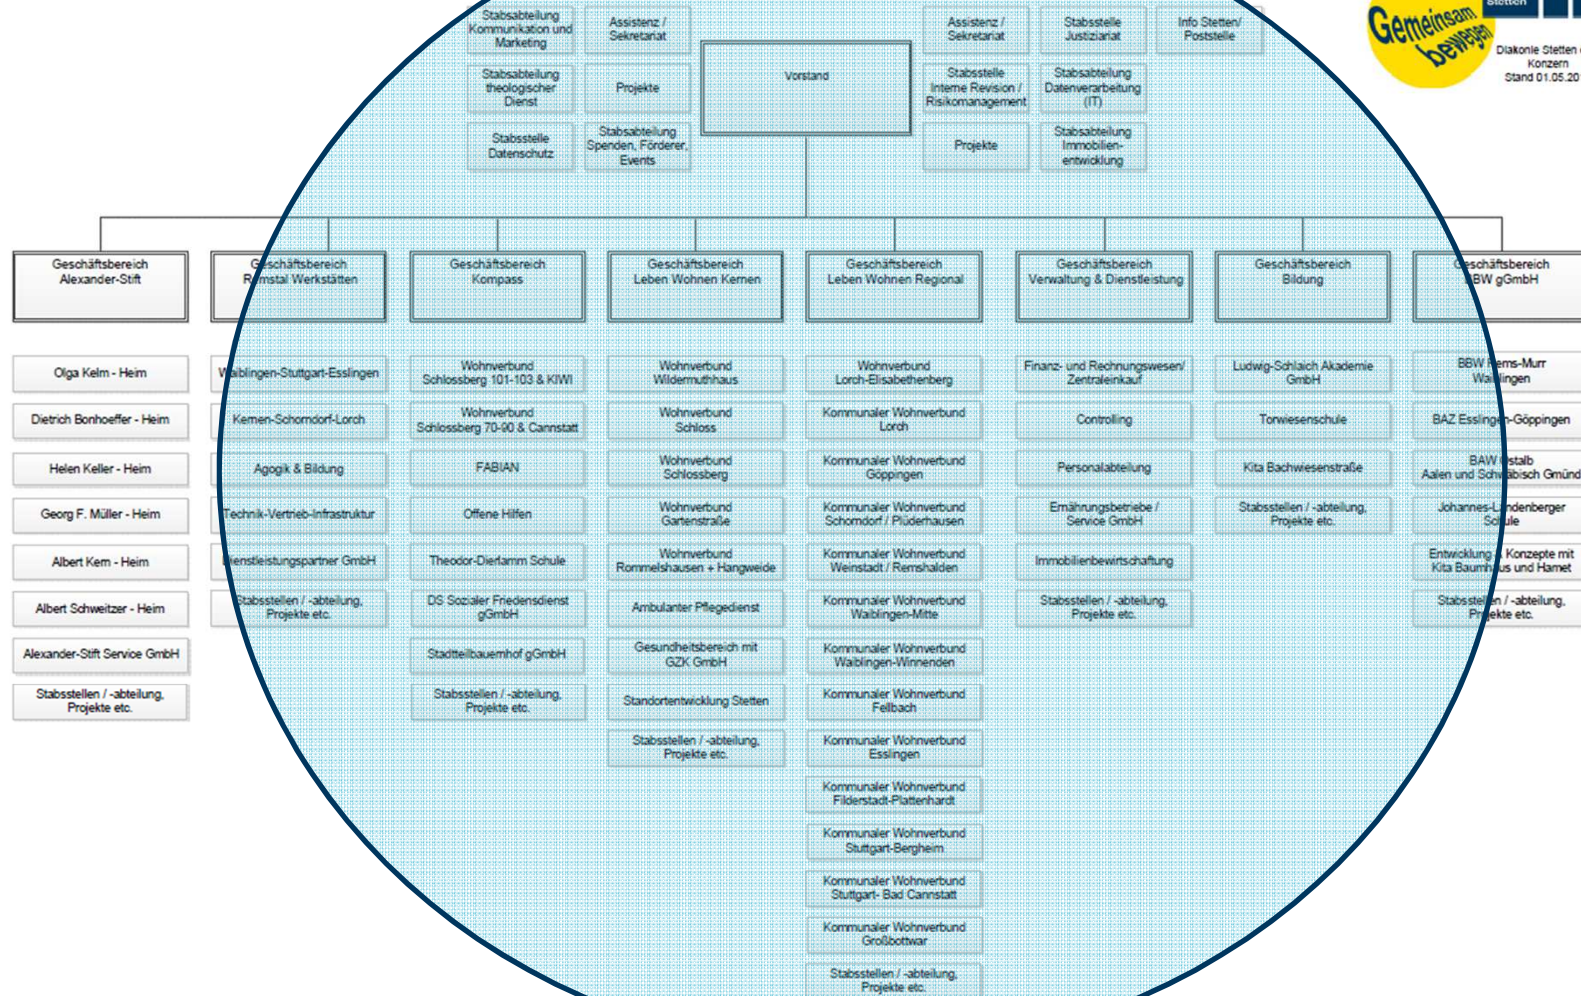 Stabsabteilung
Kommunikation und
Marketing
Assistenz /
Sekretariat
Stabsabteilung
theologischer
Dienst
Projekte
Stabsstelle
Datenschutz
Stabsabteilung
Spenden, Förderer,
Events
Vorstand
Assistenz /
Sekretariat
Stabsstelle
Justiziariat
Info Stetten/
Poststelle
Stabsstelle
Interne Revision /
Risikomanagement
Stabsabteilung
Datenverarbeitung
(IT)
Projekte
Stabsabteilung
Immobilien-
entwicklung
Gemeinsam
bewegen
Stetten
Diakonie Stetten
Konzern
Stand 01.05.20
Geschäftsbereich
Alexander-Stift
Olga Kelm - Heim
Dietrich Bonhoeffer - Heim
Helen Keller - Heim
Georg F. Müller - Heim
Albert Kern - Heim
Albert Schweitzer - Heim
Alexander-Stift Service GmbH
Stabsstellen / -abteilung,
Projekte etc.
Geschäftsbereich
Remstal Werkstätten
Waiblingen-Stuttgart-Esslingen
Kernen-Schorndorf-Lorch
Agogik & Bildung
Technik-Vertrieb-Infrastruktur
Dienstleistungspartner GmbH
Stabsstellen / -abteilung,
Projekte etc.
Geschäftsbereich
Kompass
Wohnverbund
Schlossberg 101-103 & KIWI
Wohnverbund
Schlossberg 70-90 & Cannstatt
FABIAN
Offene Hilfen
Theodor-Dierlamm Schule
DS Sozialer Friedensdienst
gGmbH
Stadtteilbauernhof gGmbH
Stabsstellen / -abteilung,
Projekte etc.
Geschäftsbereich
Leben Wohnen Kernen
Wohnverbund
Wildermuthhaus
Wohnverbund
Schloss
Wohnverbund
Schlossberg
Wohnverbund
Gartenstraße
Wohnverbund
Rommelshausen + Hangweide
Ambulanter Pflegedienst
Gesundheitsbereich mit
GZK GmbH
Standortentwicklung Stetten
Stabsstellen / -abteilung,
Projekte etc.
Geschäftsbereich
Leben Wohnen Regional
Wohnverbund
Lorch-Elisabethenberg
Kommunaler Wohnverbund
Lorch
Kommunaler Wohnverbund
Göppingen
Kommunaler Wohnverbund
Schorndorf / Plüderhausen
Kommunaler Wohnverbund
Weinstadt / Remshalden
Kommunaler Wohnverbund
Waiblingen-Mitte
Kommunaler Wohnverbund
Waiblingen-Winnenden
Kommunaler Wohnverbund
Fellbach
Kommunaler Wohnverbund
Esslingen
Kommunaler Wohnverbund
Filderstadt-Plattenhardt
Kommunaler Wohnverbund
Stuttgart-Bergheim
Kommunaler Wohnverbund
Stuttgart- Bad Cannstatt
Kommunaler Wohnverbund
Großbottwar
Stabsstellen / -abteilung,
Projekte etc.
Geschäftsbereich
Verwaltung & Dienstleistung
Finanz- und Rechnungswesen/
Zentraleinkauf
Controlling
Personalabteilung
Ernährungsbetriebe /
Service GmbH
Immobilienbewirtschaftung
Stabsstellen / -abteilung,
Projekte etc.
Geschäftsbereich
Bildung
Ludwig-Schlaich Akademie
GmbH
Torwiesenschule
Kita Bachwiesenstraße
Stabsstellen / -abteilung,
Projekte etc.
Geschäftsbereich
BBW gGmbH
BBW Rems-Murr
Waiblingen
BAZ Esslingen-Göppingen
BAW Ostalb
Aalen und Schwäbisch Gmünd
Johannes-Landenberger
Schule
Entwicklung & Konzepte mit
Kita Baumhaus und Hamet
Stabsstellen / -abteilung,
Projekte etc.